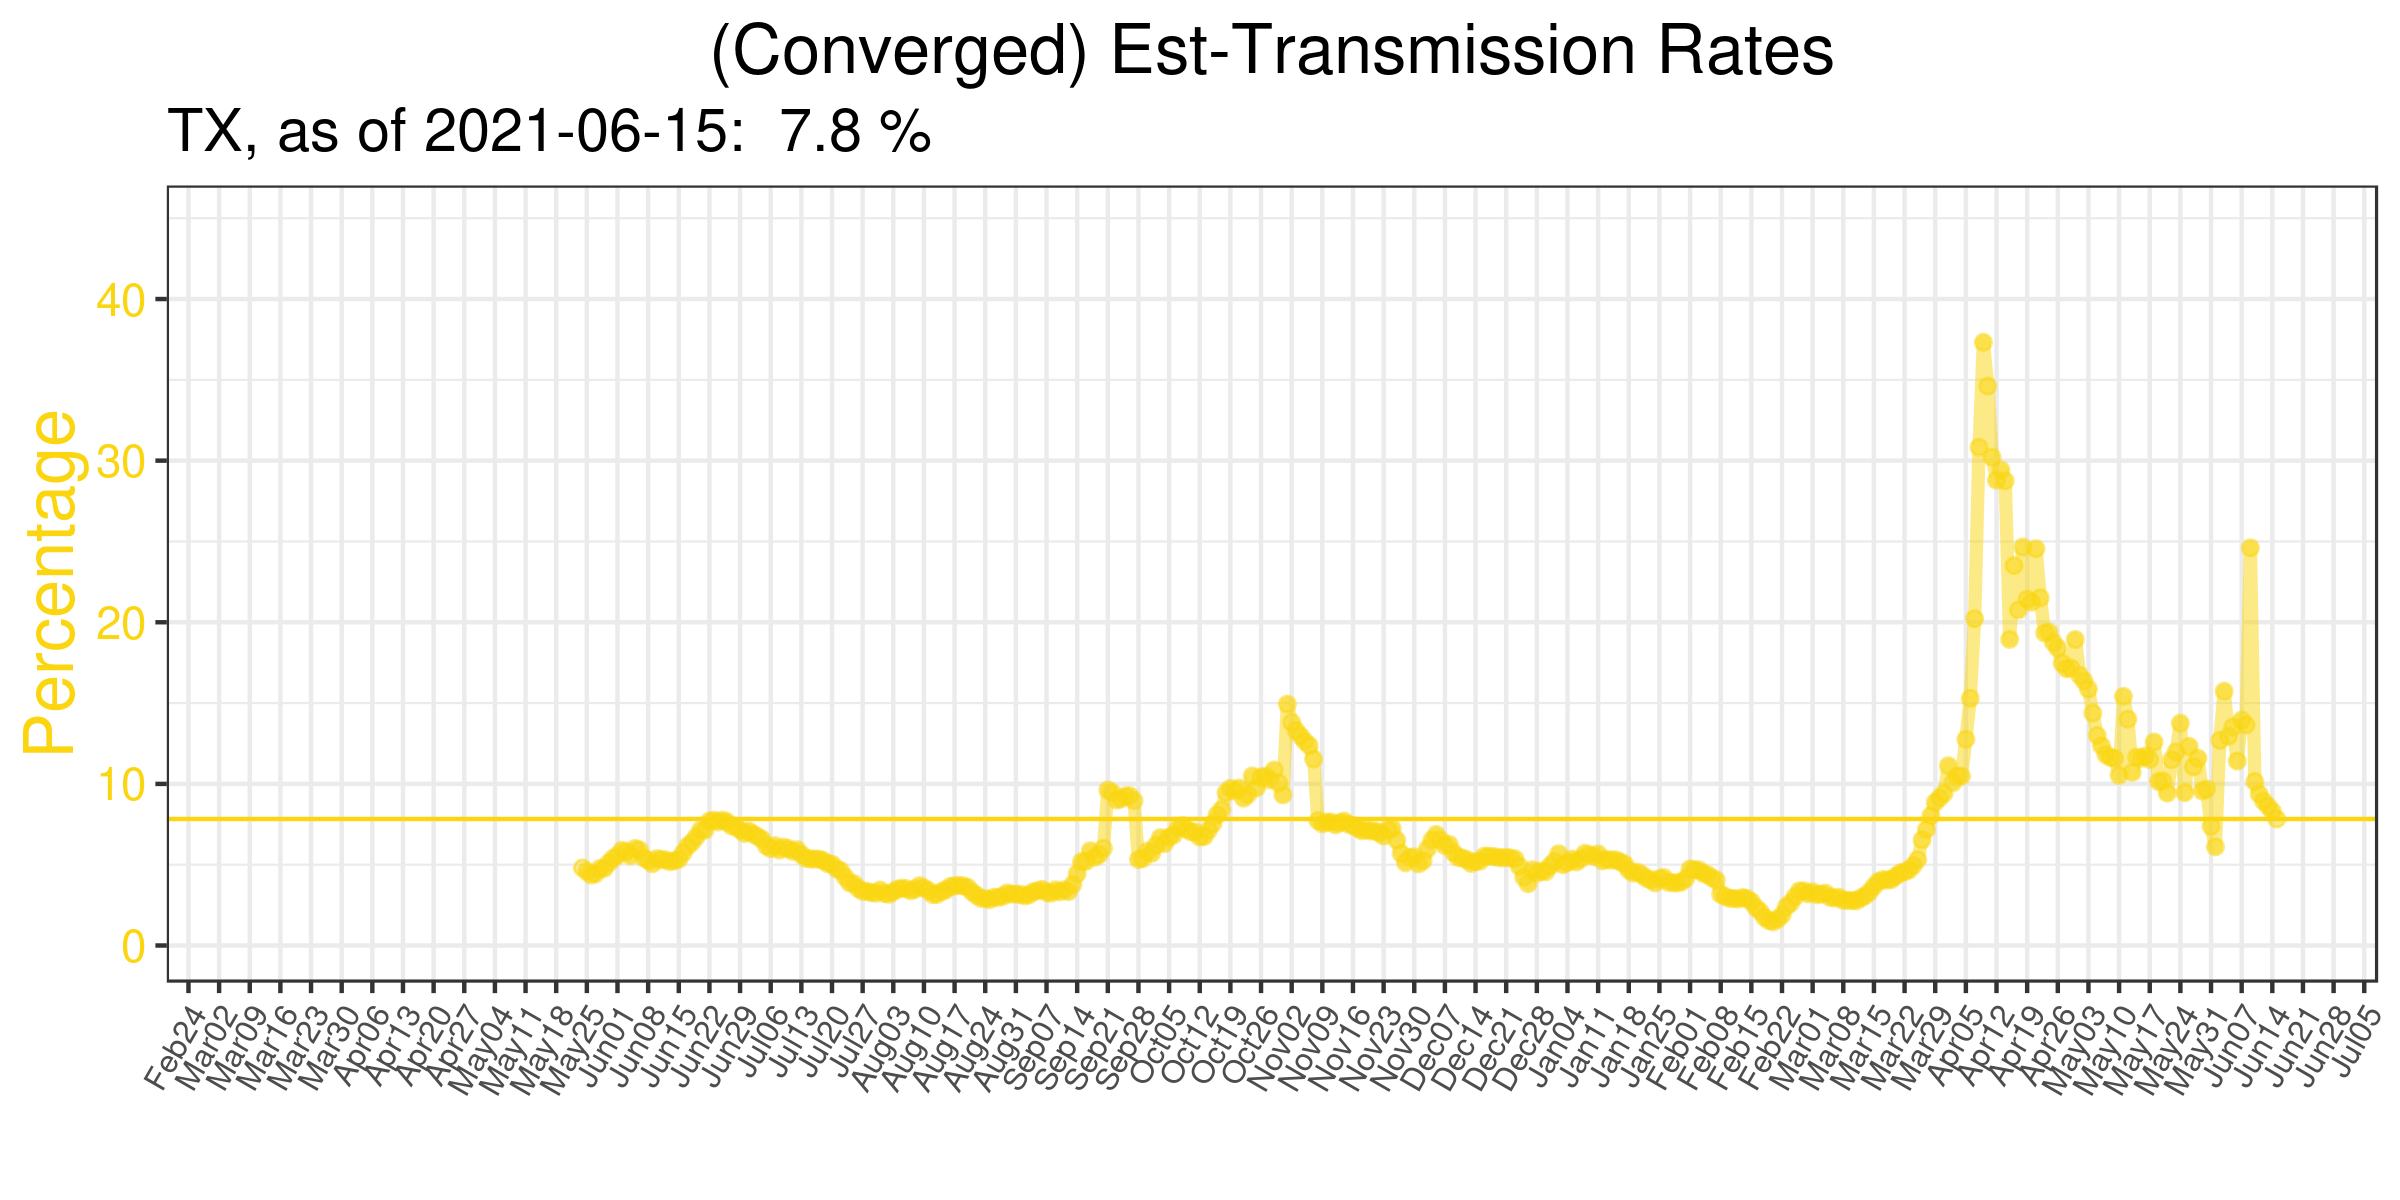 (Converged) Est-Transmission Rates
TX, as of 2021-06-15:  7.8 %
Percentage
40
30
20
10
0
Feb24
Mar02
Mar09
Mar16
Mar23
Mar30
Apr06
Apr13
Apr20
Apr27
May04
May11
May18
May25
Jun01
Jun08
Jun15
Jun22
Jun29
Jul06
Jul13
Jul20
Jul27
Aug03
Aug10
Aug17
Aug24
Aug31
Sep07
Sep14
Sep21
Sep28
Oct05
Oct12
Oct19
Oct26
Nov02
Nov09
Nov16
Nov23
Nov30
Dec07
Dec14
Dec21
Dec28
Jan04
Jan11
Jan18
Jan25
Feb01
Feb08
Feb15
Feb22
Mar01
Mar08
Mar15
Mar22
Mar29
Apr05
Apr12
Apr19
Apr26
May03
May10
May17
May24
May31
Jun07
Jun14
Jun21
Jun28
Jul05